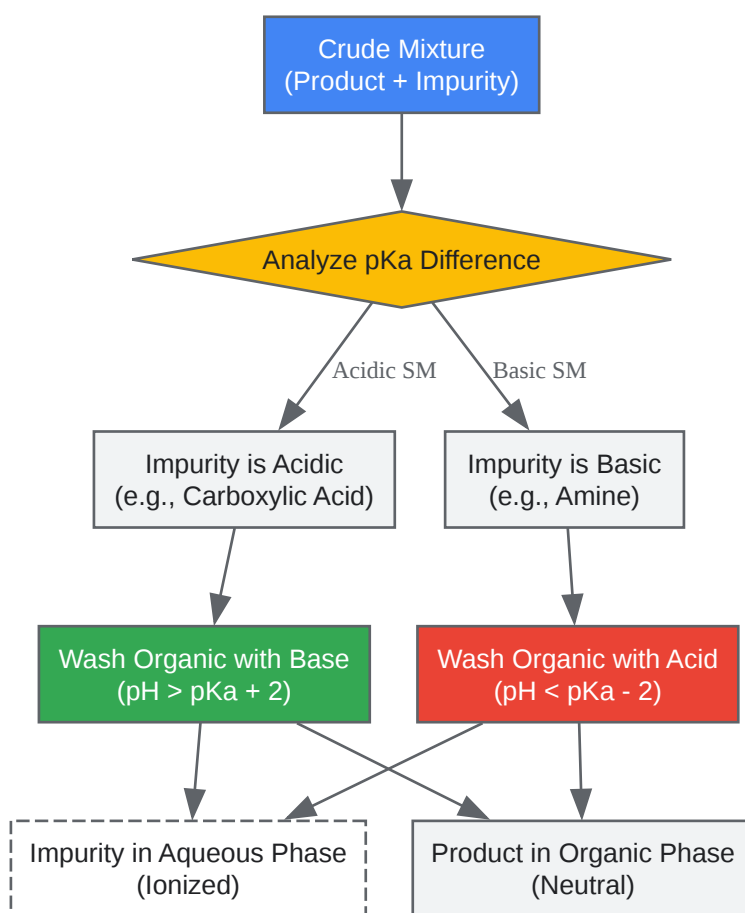 Crude Mixture
(Product + Impurity)
Analyze pKa Difference
Acidic SM
Basic SM
Impurity is Acidic
(e.g., Carboxylic Acid)
Impurity is Basic
(e.g., Amine)
Wash Organic with Base
(pH > pKa + 2)
Wash Organic with Acid
(pH < pKa - 2)
Impurity in Aqueous Phase
(Ionized)
Product in Organic Phase
(Neutral)